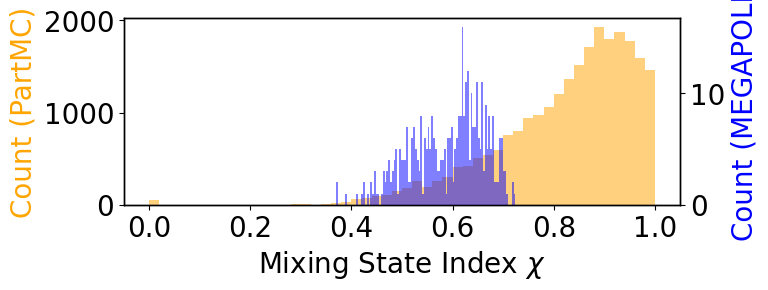 Count (PartMC)
2000
1000
0
0.0 0.2 0.4 0.6 0.8 1.0
Mixing State Index χ
10
0
Count (MEGAPOLI